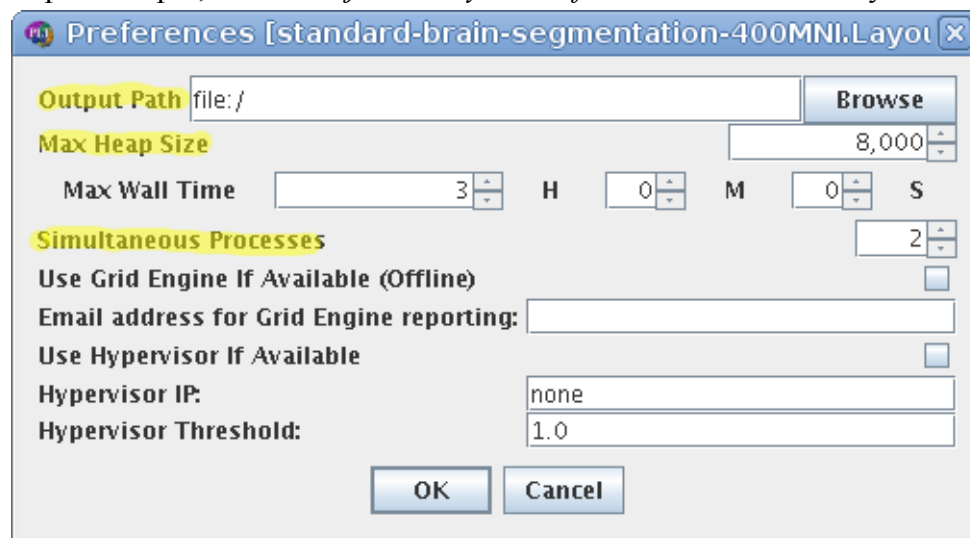 Preferences [standard-brain-segmentation-400MNI.Layou
Output Path file:/ Browse
Max Heap Size 8,000
Max Wall Time 3 H 0 M 0 S
Simultaneous Processes 2
Use Grid Engine If Available (Offline)
Email address for Grid Engine reporting:
Use Hypervisor If Available
Hypervisor IP: none
Hypervisor Threshold: 1.0
OK Cancel